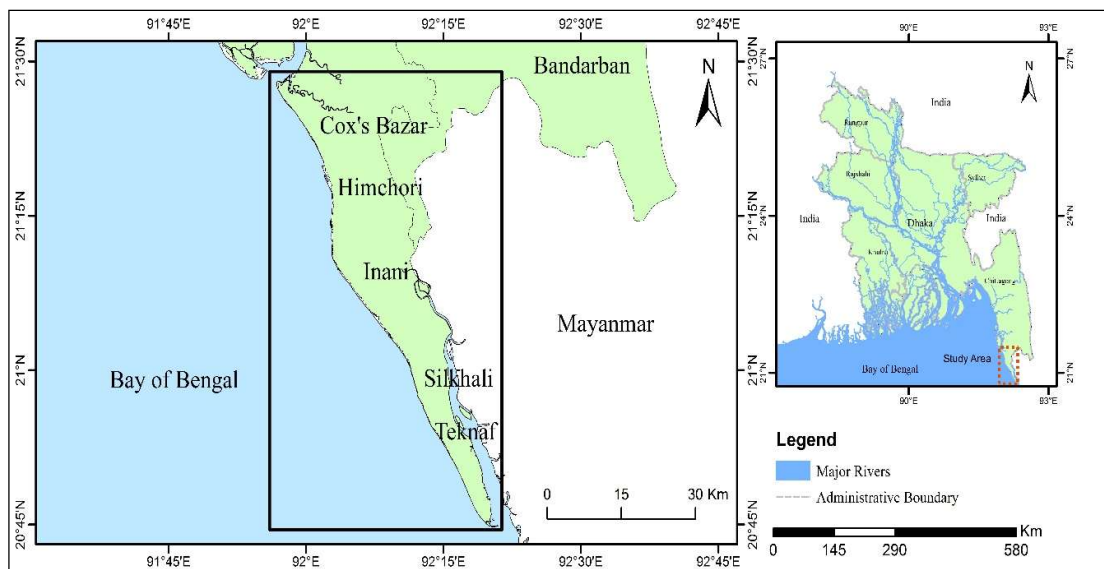 91°45'E 92°0'E 92°15'E 92°30'E
21°30'N
21°15'N
21°0'N
20°45'N
Bandarban
N
Cox's Bazar
Himchori
Inani
Mayanmar
Bay of Bengal
Silkhali
Teknaf
0 15 30 Km
21°30'N
21°15'N
21°0'N
20°45'N
91°45'E 92°0'E 92°15'E 92°30'E
90°E 93°E
27°N
24°N
21°N
N
India
Rangpur
Rajshahi
Sylhet
India
Dhaka
India
Khulna
Chittagong
Study Area
Bay of Bengal
27°N
24°N
21°N
90°E 93°E
Legend
Major Rivers
Administrative Boundary
Km
0 145 290 580